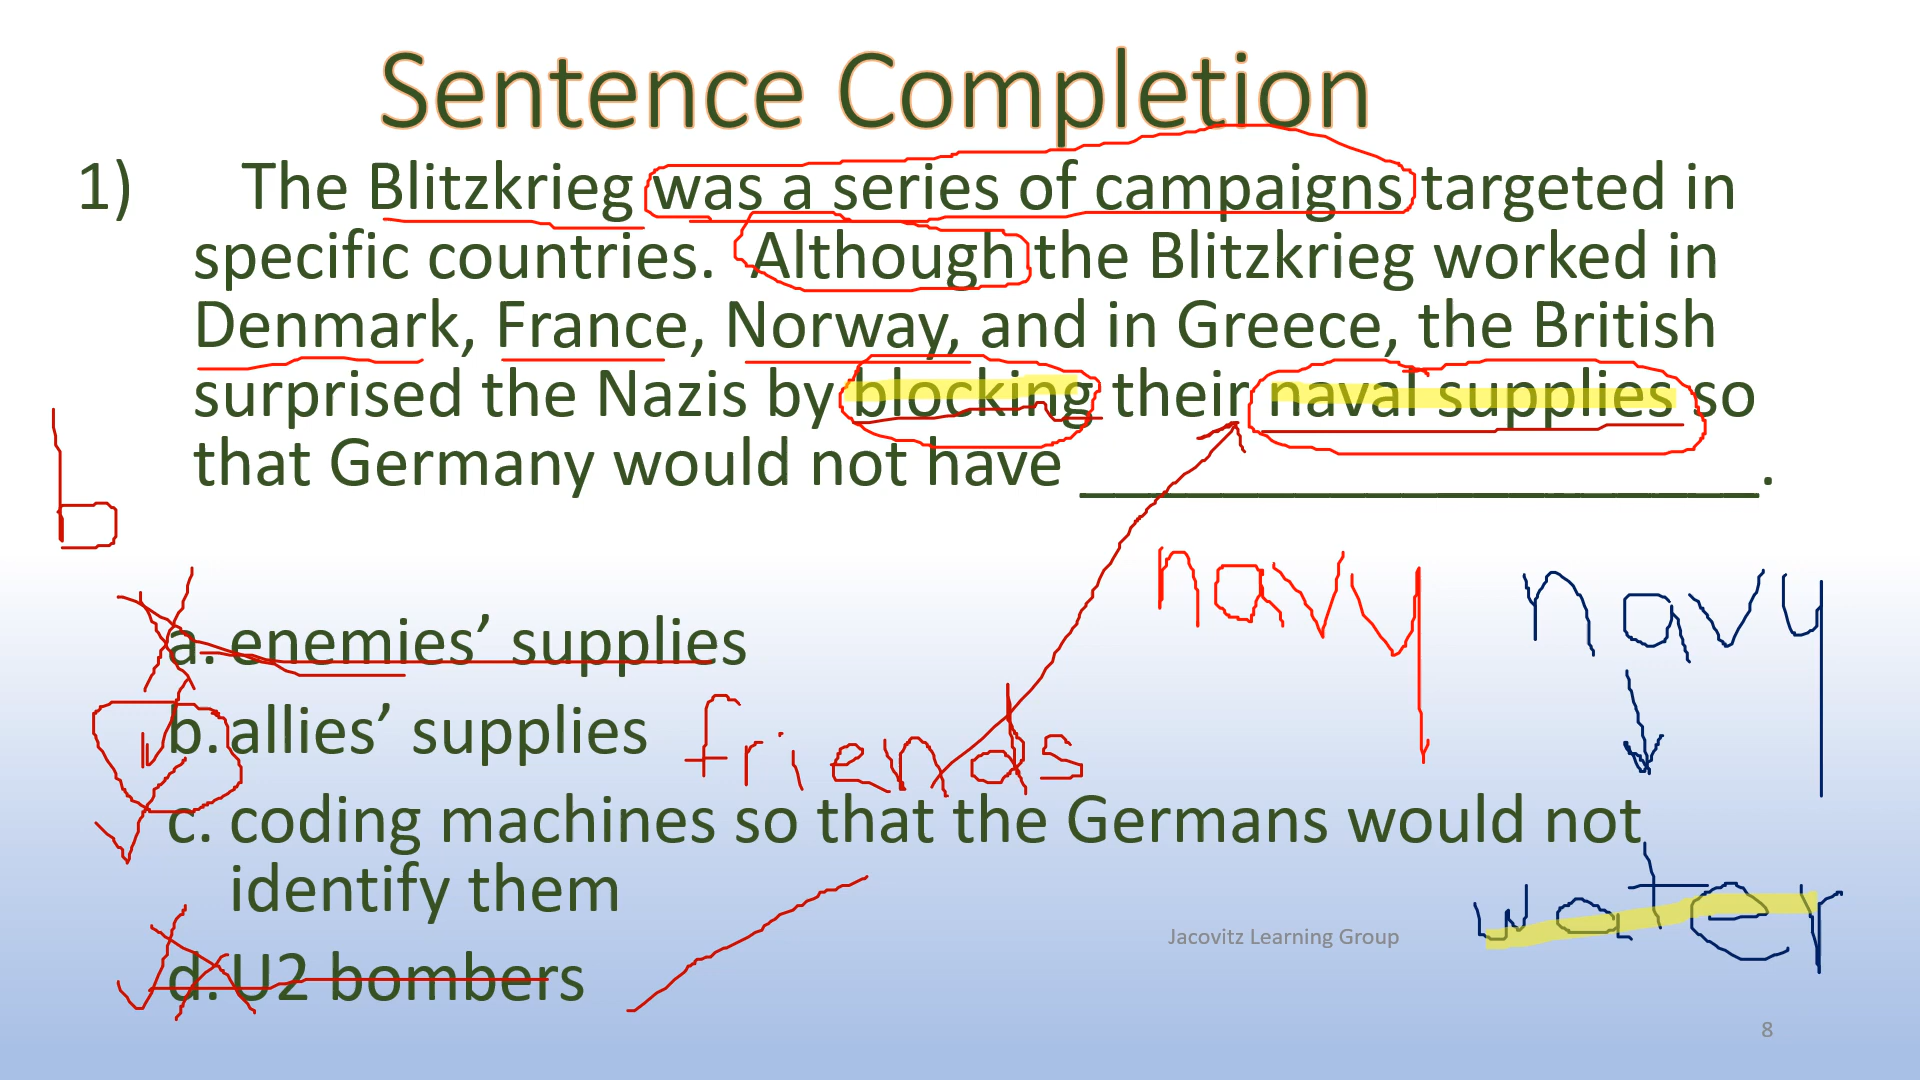 Sentence Completion
1) The Blitzkrieg was a series of campaigns targeted in
specific countries. Although the Blitzkrieg worked in
Denmark, France, Norway, and in Greece, the British
surprised the Nazis by blocking their naval supplies so
that Germany would not have ____________________.
b
navy navy
a. enemies’ supplies
b. allies’ supplies friends
c. coding machines so that the Germans would not
identify them
water
Jacovitz Learning Group
d. U2 bombers
8